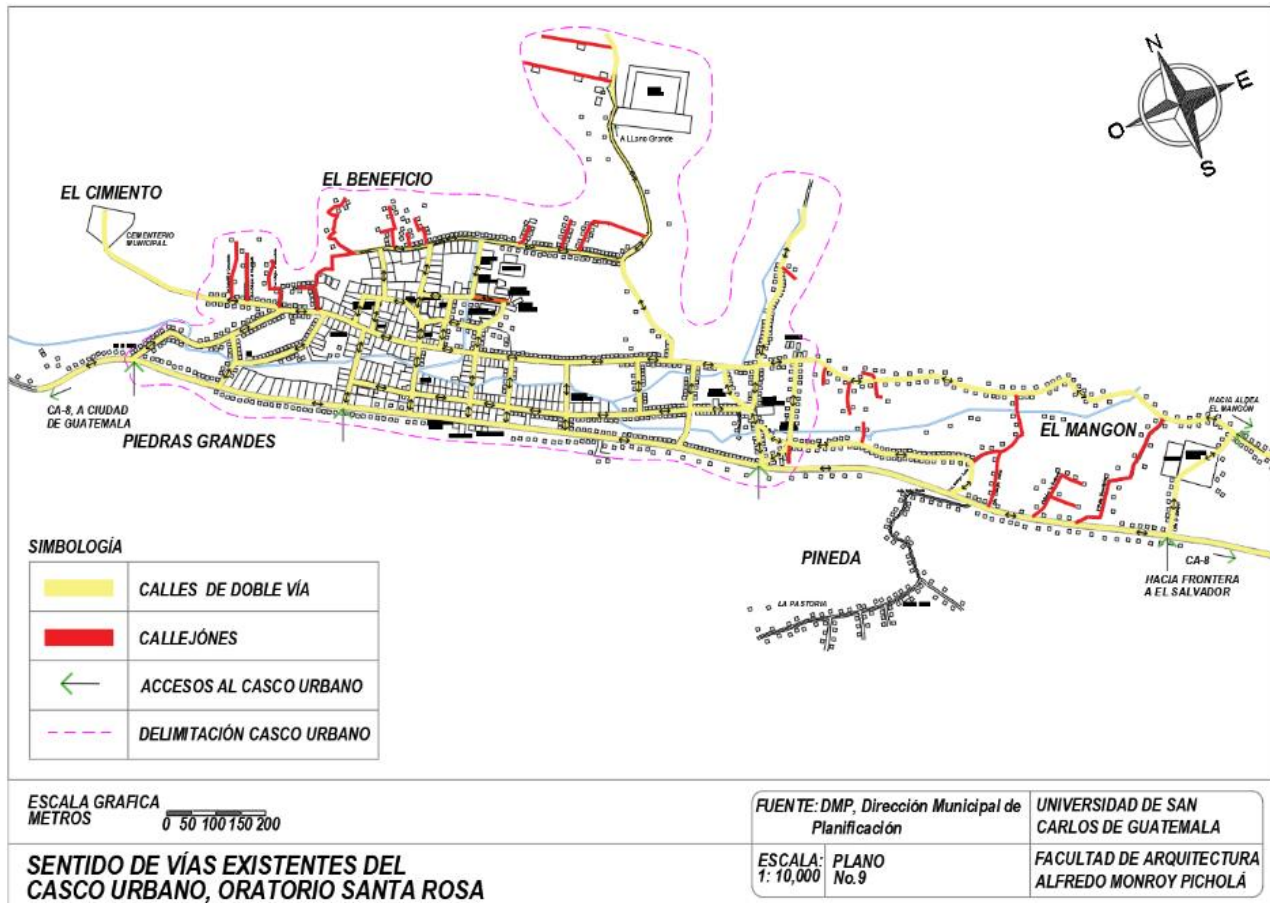 N
E
O
S
A LLano Grande
EL BENEFICIO
EL CIMIENTO
CEMENTERIO
MUNICIPAL
HACIA ALDEA
EL MANGÓN
EL MANGON
CA-8, A CIUDAD
DE GUATEMALA
PIEDRAS GRANDES
PINEDA
CA-8
HACIA FRONTERA
A EL SALVADOR
LA PASTORIA
SIMBOLOGÍA
CALLES DE DOBLE VÍA
CALLEJÓNES
ACCESOS AL CASCO URBANO
DELIMITACIÓN CASCO URBANO
ESCALA GRAFICA
METROS
0 50 100 150 200
SENTIDO DE VÍAS EXISTENTES DEL
CASCO URBANO, ORATORIO SANTA ROSA
FUENTE: DMP, Dirección Municipal de
Planificación
UNIVERSIDAD DE SAN
CARLOS DE GUATEMALA
ESCALA:
1: 10,000
PLANO
No.9
FACULTAD DE ARQUITECTURA
ALFREDO MONROY PICHOLÁ